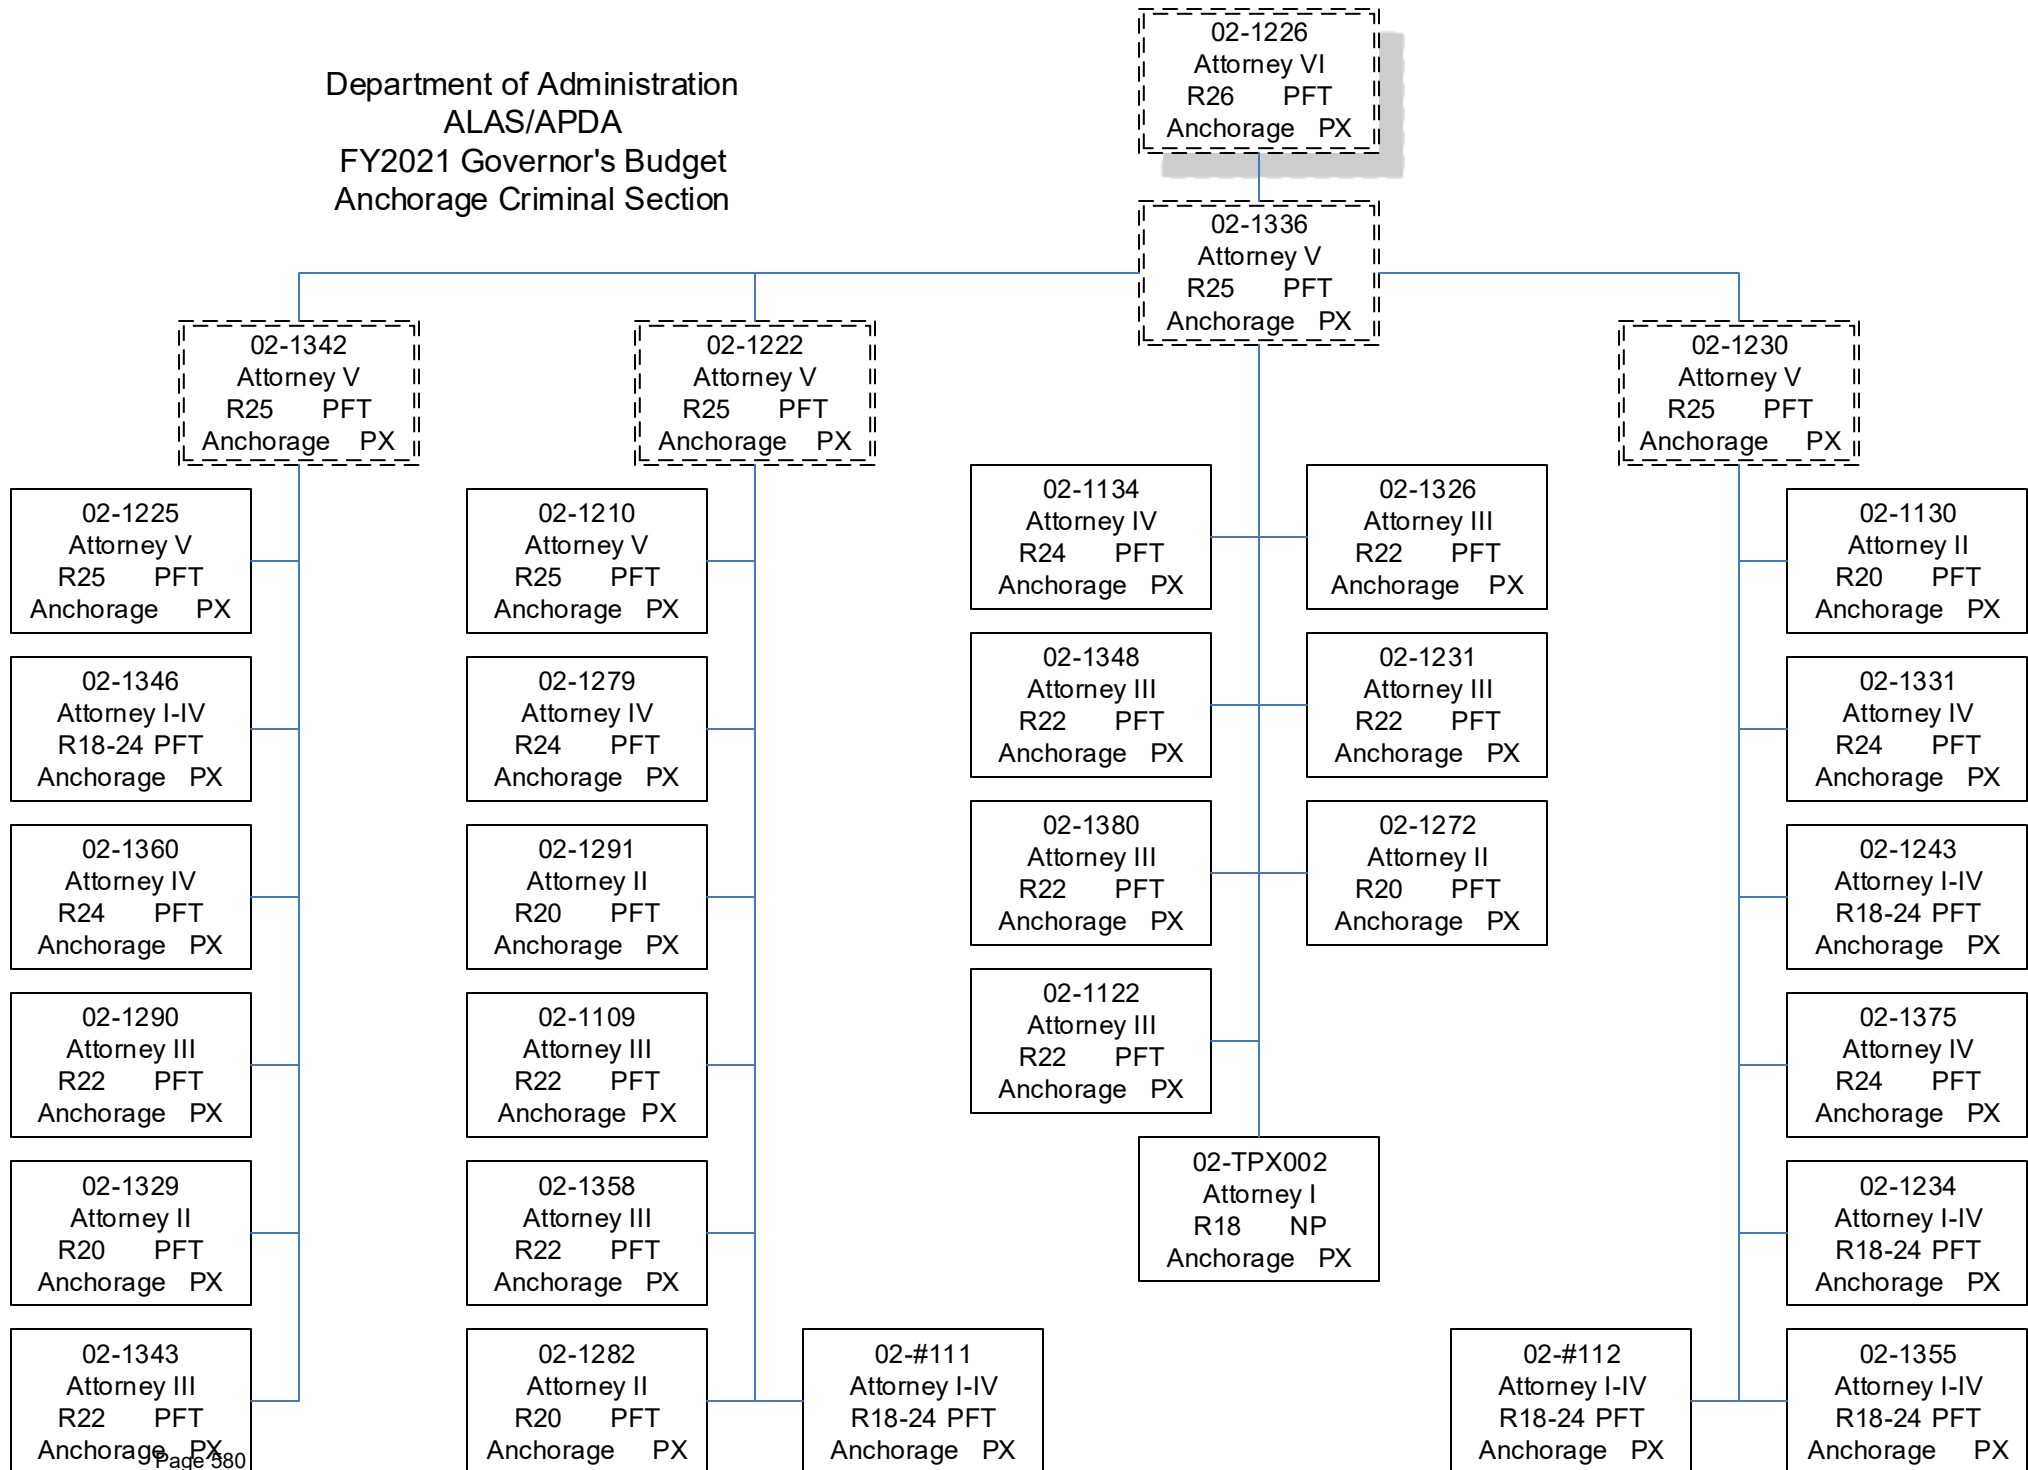 Department of Administration
ALAS/APDA
FY2021 Governor's Budget
Anchorage Criminal Section
02-1226
Attorney VI
R26 PFT
Anchorage PX
02-1336
Attorney V
R25 PFT
Anchorage PX
02-1342
Attorney V
R25 PFT
Anchorage PX
02-1222
Attorney V
R25 PFT
Anchorage PX
02-1230
Attorney V
R25 PFT
Anchorage PX
02-1225
Attorney V
R25 PFT
Anchorage PX
02-1346
Attorney I-IV
R18-24 PFT
Anchorage PX
02-1360
Attorney IV
R24 PFT
Anchorage PX
02-1290
Attorney III
R22 PFT
Anchorage PX
02-1329
Attorney II
R20 PFT
Anchorage PX
02-1343
Attorney III
R22 PFT
Anchorage PX
02-1210
Attorney V
R25 PFT
Anchorage PX
02-1279
Attorney IV
R24 PFT
Anchorage PX
02-1291
Attorney II
R20 PFT
Anchorage PX
02-1109
Attorney III
R22 PFT
Anchorage PX
02-1358
Attorney III
R22 PFT
Anchorage PX
02-1282
Attorney II
R20 PFT
Anchorage PX
02-#111
Attorney I-IV
R18-24 PFT
Anchorage PX
02-1134
Attorney IV
R24 PFT
Anchorage PX
02-1326
Attorney III
R22 PFT
Anchorage PX
02-1348
Attorney III
R22 PFT
Anchorage PX
02-1231
Attorney III
R22 PFT
Anchorage PX
02-1380
Attorney III
R22 PFT
Anchorage PX
02-1272
Attorney II
R20 PFT
Anchorage PX
02-1122
Attorney III
R22 PFT
Anchorage PX
02-TPX002
Attorney I
R18 NP
Anchorage PX
02-1130
Attorney II
R20 PFT
Anchorage PX
02-1331
Attorney IV
R24 PFT
Anchorage PX
02-1243
Attorney I-IV
R18-24 PFT
Anchorage PX
02-1375
Attorney IV
R24 PFT
Anchorage PX
02-1234
Attorney I-IV
R18-24 PFT
Anchorage PX
02-#112
Attorney I-IV
R18-24 PFT
Anchorage PX
02-1355
Attorney I-IV
R18-24 PFT
Anchorage PX
Page 580